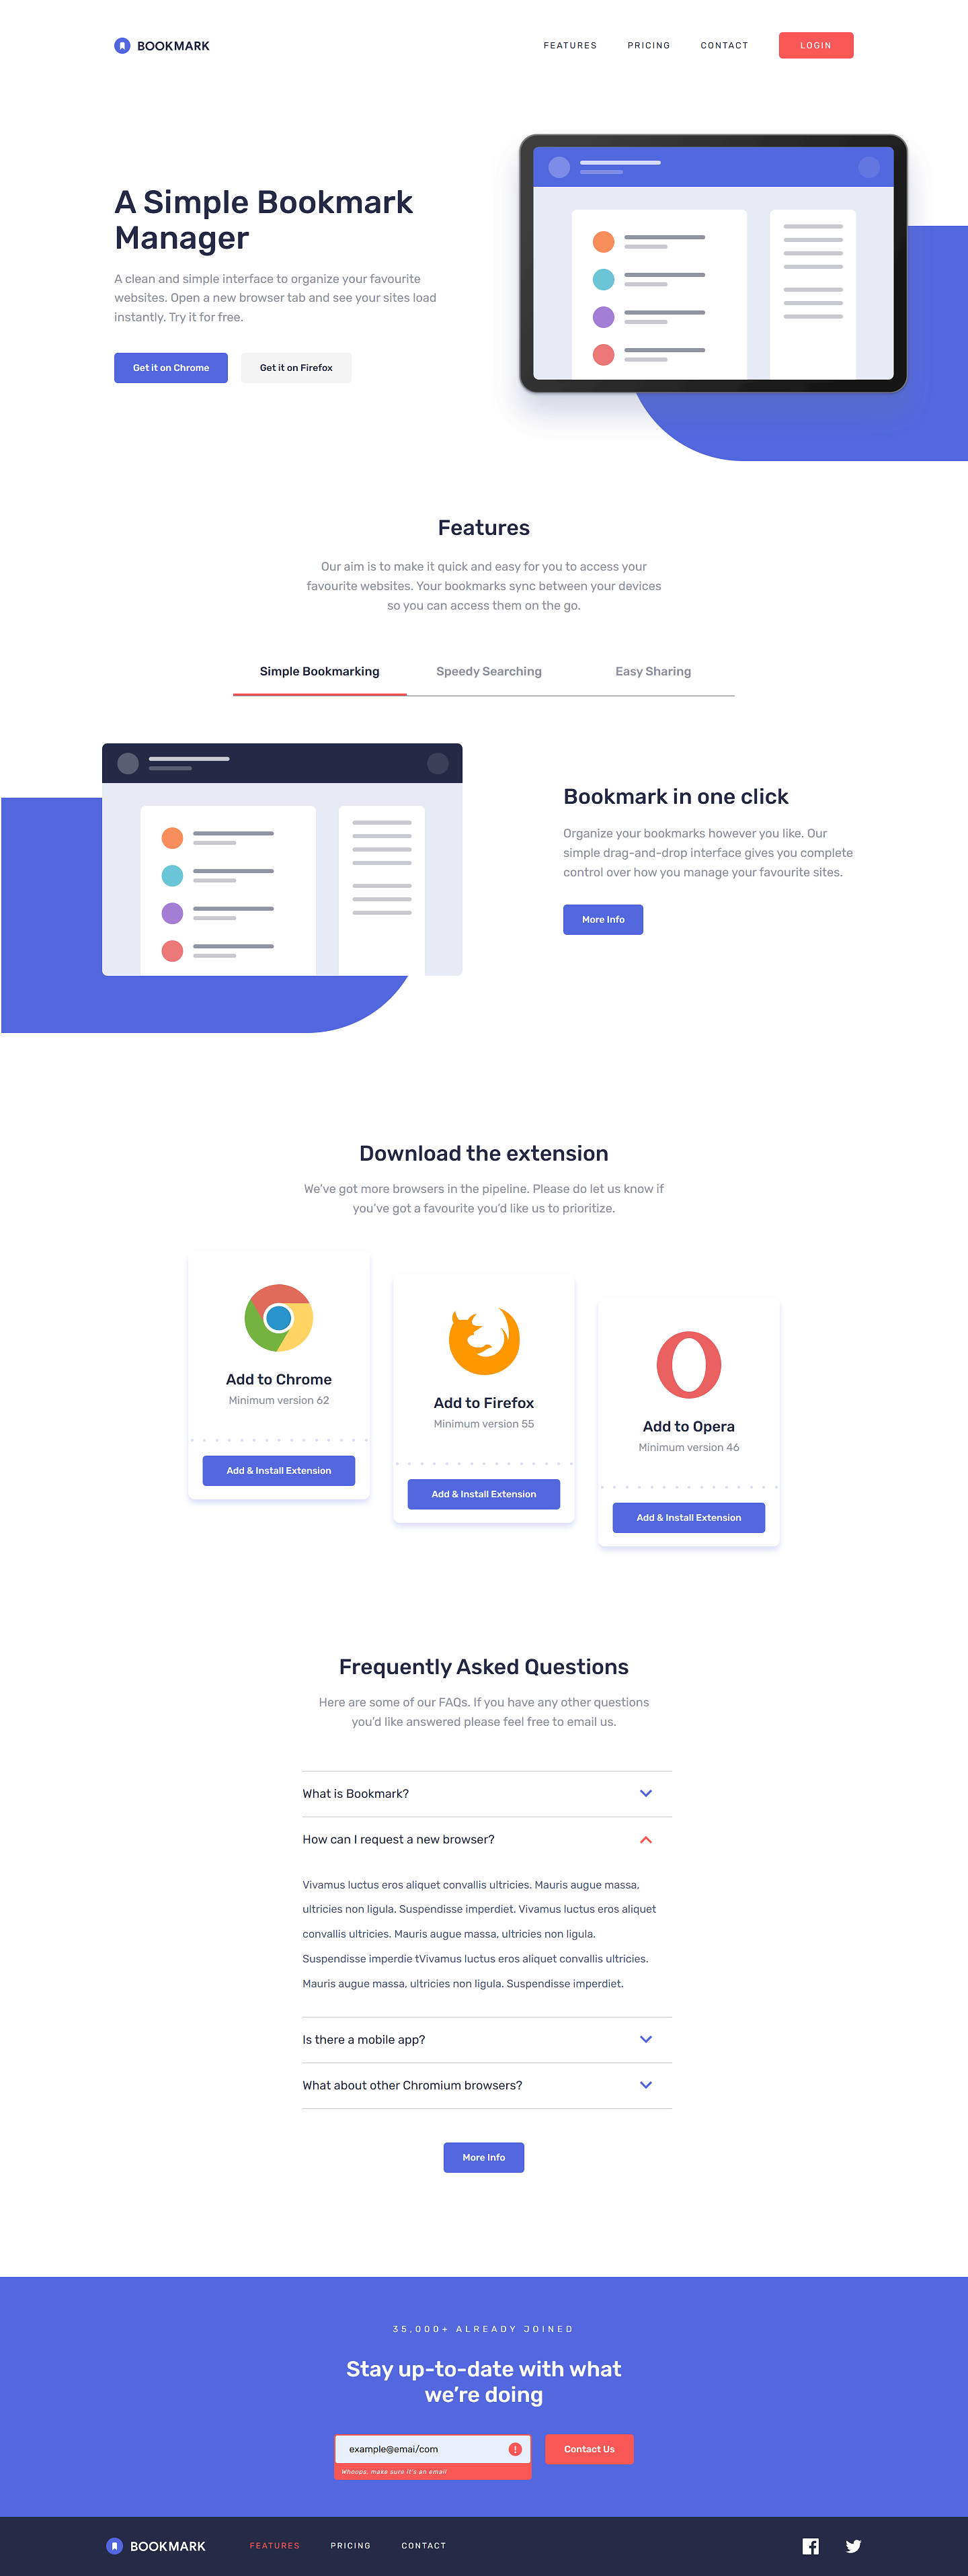 BOOKMARK
FEATURES PRICING CONTACT LOGIN
A Simple Bookmark
Manager
A clean and simple interface to organize your favourite
websites. Open a new browser tab and see your sites load
instantly. Try it for free.
Get it on Chrome Get it on Firefox
Features
Our aim is to make it quick and easy for you to access your
favourite websites. Your bookmarks sync between your devices
so you can access them on the go.
Simple Bookmarking Speedy Searching Easy Sharing
Bookmark in one click
Organize your bookmarks however you like. Our
simple drag-and-drop interface gives you complete
control over how you manage your favourite sites.
More Info
Download the extension
We’ve got more browsers in the pipeline. Please do let us know if
you’ve got a favourite you’d like us to prioritize.
Add to Chrome
Minimum version 62
Add & Install Extension
Add to Firefox
Minimum version 55
Add & Install Extension
Add to Opera
Minimum version 46
Add & Install Extension
Frequently Asked Questions
Here are some of our FAQs. If you have any other questions
you’d like answered please feel free to email us.
What is Bookmark?
How can I request a new browser?
Vivamus luctus eros aliquet convallis ultricies. Mauris augue massa,
ultricies non ligula. Suspendisse imperdiet. Vivamus luctus eros aliquet
convallis ultricies. Mauris augue massa, ultricies non ligula.
Suspendisse imperdie tVivamus luctus eros aliquet convallis ultricies.
Mauris augue massa, ultricies non ligula. Suspendisse imperdiet.
Is there a mobile app?
What about other Chromium browsers?
More Info
35,000+ ALREADY JOINED
Stay up-to-date with what
we’re doing
example@emai/com
Contact Us
Whoops, make sure it's an email
BOOKMARK FEATURES PRICING CONTACT